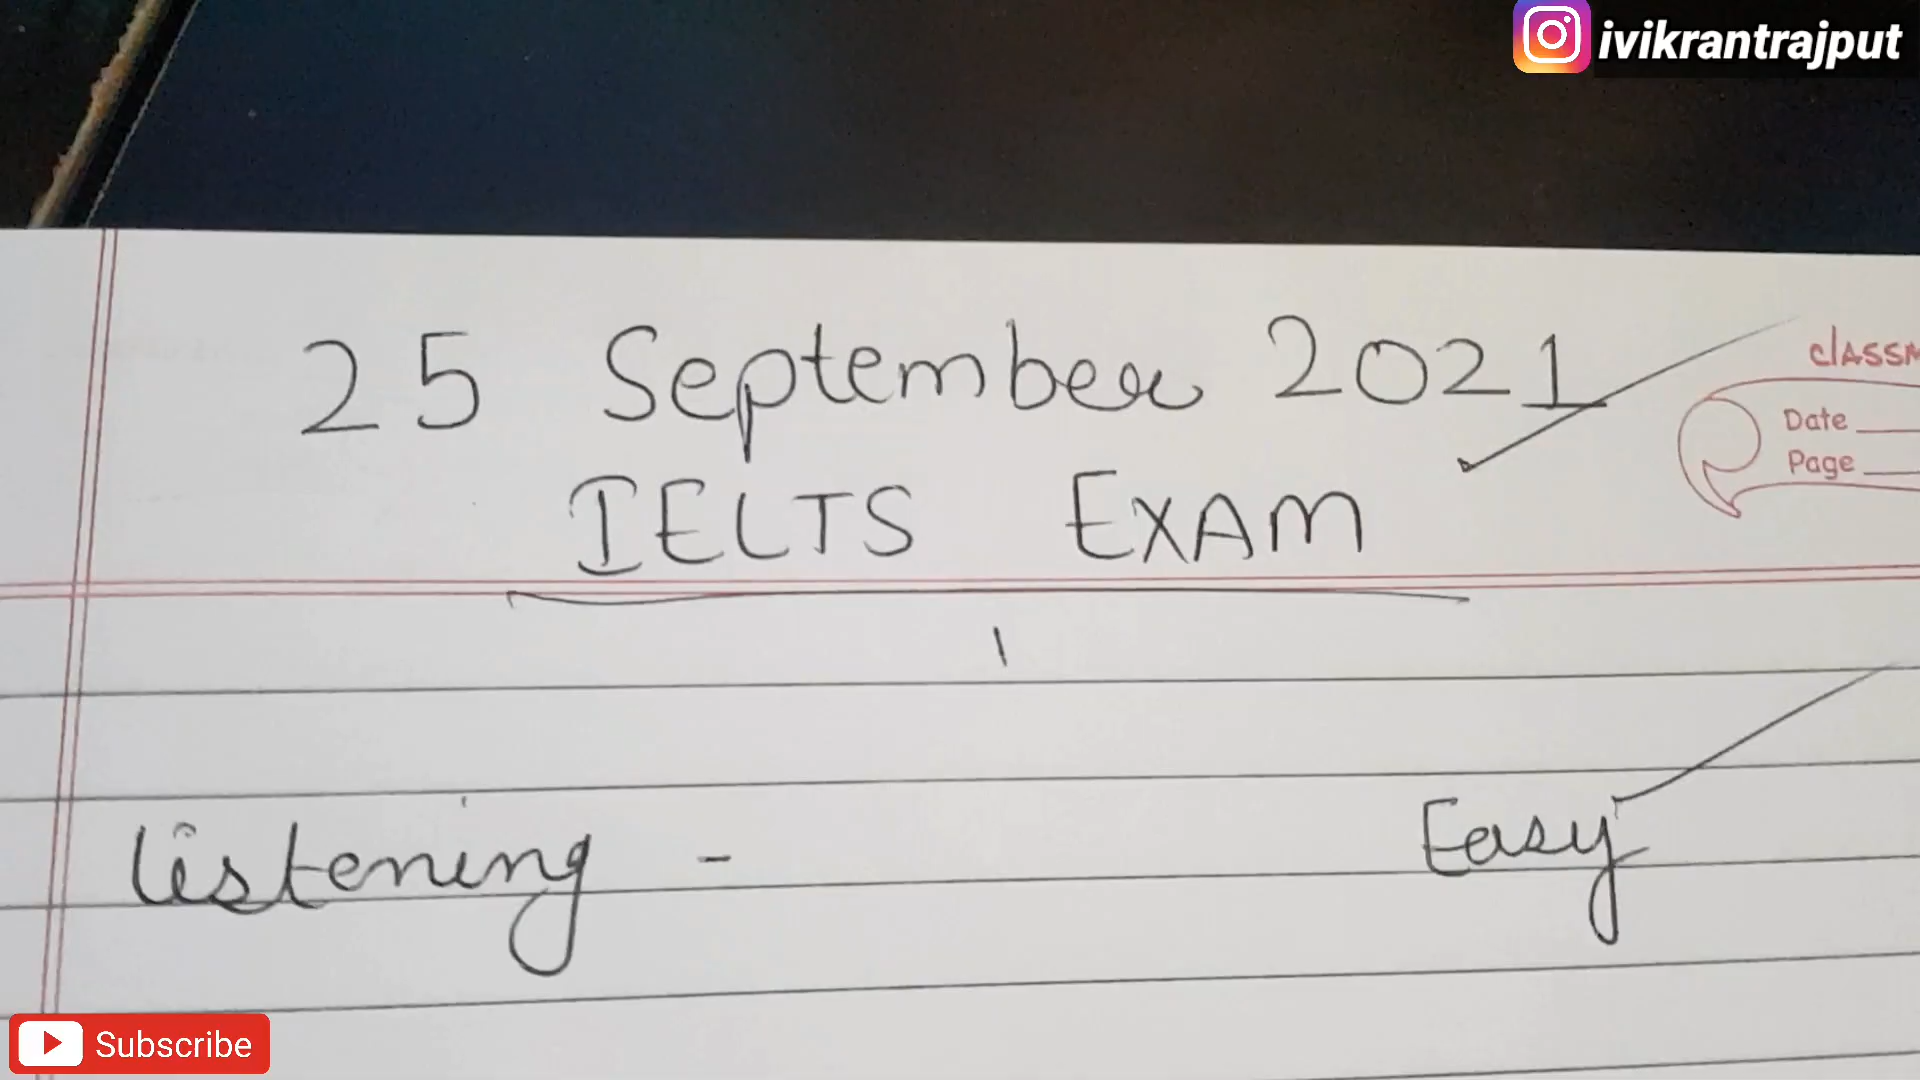 ivikrantrajput
25 September 2021
IELTS EXAM
Date
Page
listening - Easy
Subscribe